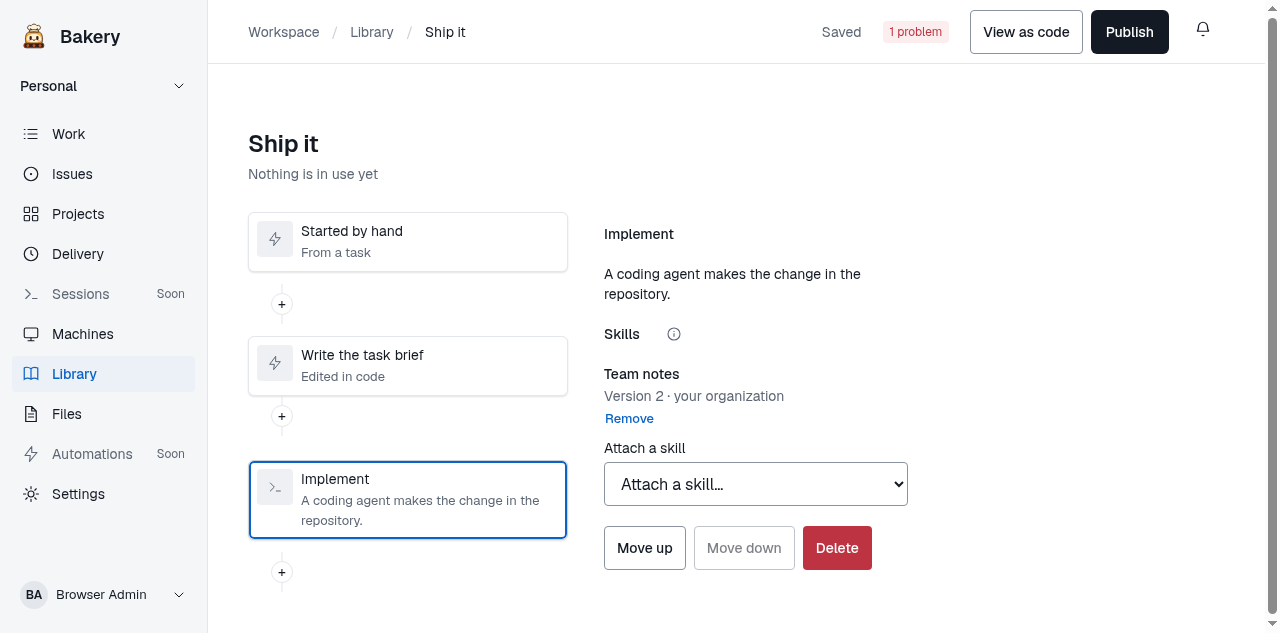 Bakery
Personal
Work
Issues
Projects
Delivery
Sessions Soon
Machines
Library
Files
Automations Soon
Settings
BA Browser Admin
Workspace / Library / Ship it
Saved 1 problem View as code Publish
Ship it
Nothing is in use yet
Started by hand
From a task
+
Write the task brief
Edited in code
+
Implement
A coding agent makes the change in the
repository.
+
Implement
A coding agent makes the change in the
repository.
Skills
Team notes
Version 2 · your organization
Remove
Attach a skill
Attach a skill...
Move up Move down Delete